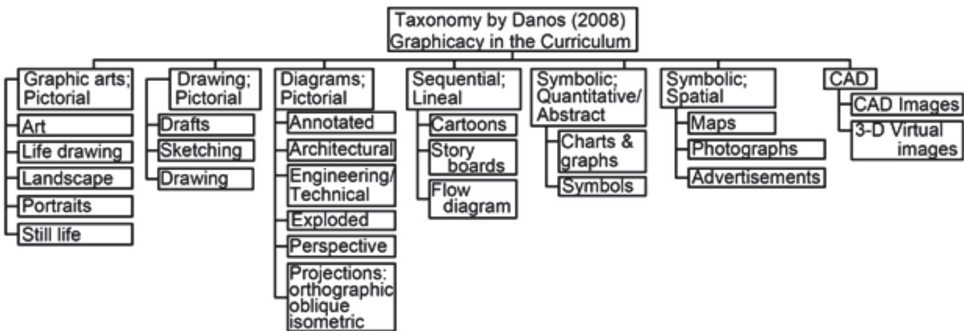 Taxonomy by Danos (2008)
Graphicacy in the Curriculum
Graphic arts;
Pictorial
Art
Life drawing
Landscape
Portraits
Still life
Drawing;
Pictorial
Drafts
Sketching
Drawing
Diagrams;
Pictorial
Annotated
Architectural
Engineering/
Technical
Exploded
Perspective
Projections:
orthographic
oblique
isometric
Sequential;
Lineal
Cartoons
Story
boards
Flow
diagram
Symbolic;
Quantitative/
Abstract
Charts &
graphs
Symbols
Symbolic;
Spatial
Maps
Photographs
Advertisements
CAD
CAD Images
3-D Virtual
images